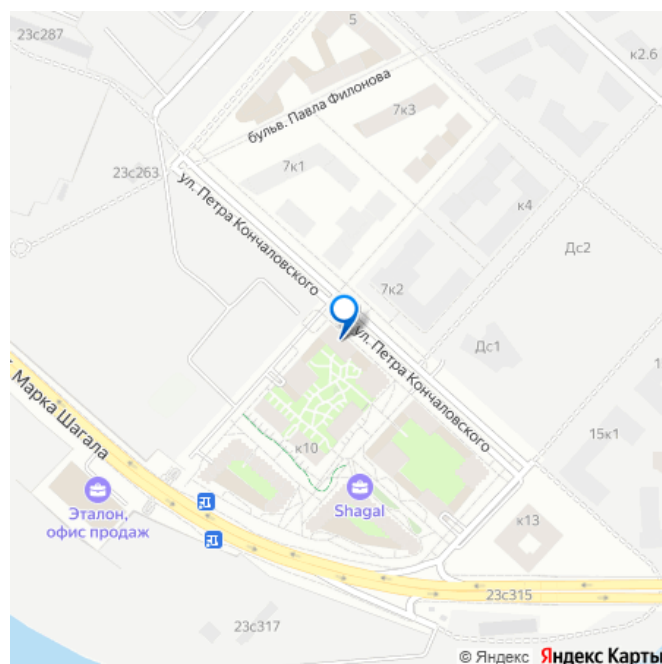 5
23с287
к2.6
бульв. Павла Филонова
7к3
7к1
23с263
ул. Петра Кончаловского
к4
Дс2
7к2
ул. Петра Кончаловского
Дс1
Марка Шагала
15к1
к10
Shagal
Эталон,
офис продаж
к13
23с315
23с317
© Яндекс Яндекс Карты